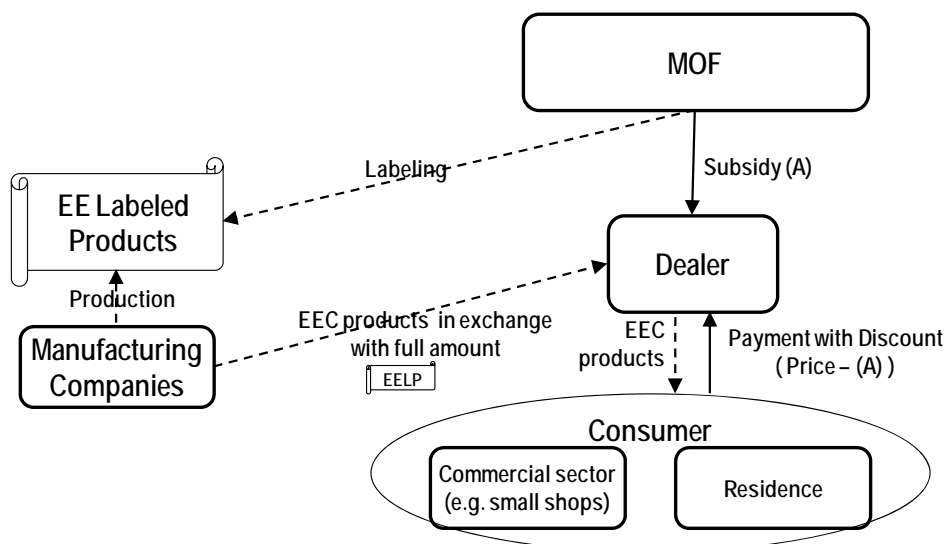 MOF
Labeling
Subsidy (A)
EE Labeled
Products
Dealer
Production
EEC products in exchange
with full amount
EELP
EEC
products
Payment with Discount
( Price – (A) )
Manufacturing
Companies
Consumer
Commercial sector
(e.g. small shops)
Residence